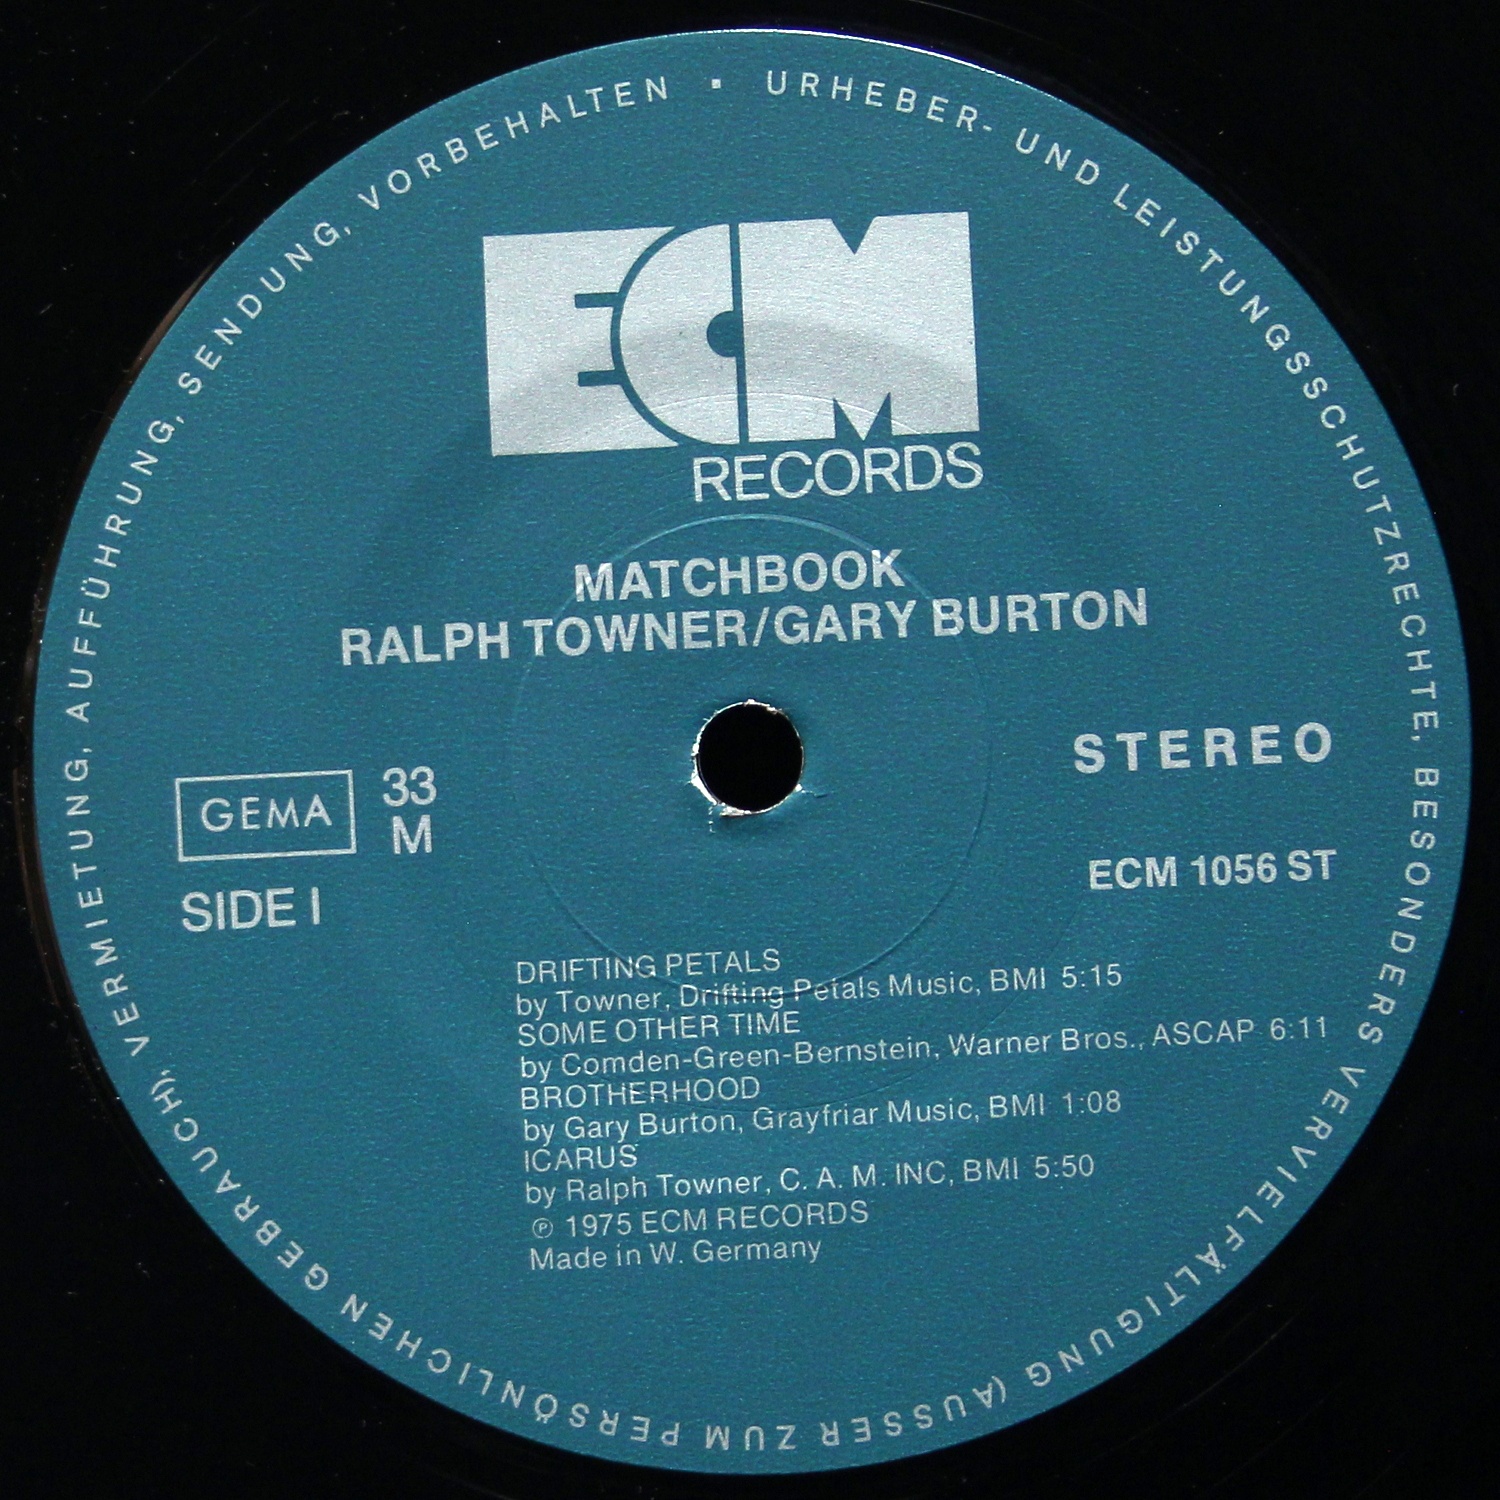 URHEBER- UND LEISTUNGSSCHUTZRECHTE, BESONDERS VERVIELFÄLTIGUNG (AUSSER ZUM PERSÖNLICHEN GEBRAUCH), VERMIETUNG, AUFFÜHRUNG, SENDUNG, VORBEHALTEN ·
ECM
RECORDS
MATCHBOOK
RALPH TOWNER/GARY BURTON
STEREO
GEMA
33
M
ECM 1056 ST
SIDE I
DRIFTING PETALS
by Towner, Drifting Petals Music, BMI 5:15
SOME OTHER TIME
by Comden-Green-Bernstein, Warner Bros., ASCAP 6:11
BROTHERHOOD
by Gary Burton, Grayfriar Music, BMI 1:08
ICARUS
by Ralph Towner, C. A. M. INC, BMI 5:50
℗ 1975 ECM RECORDS
Made in W. Germany